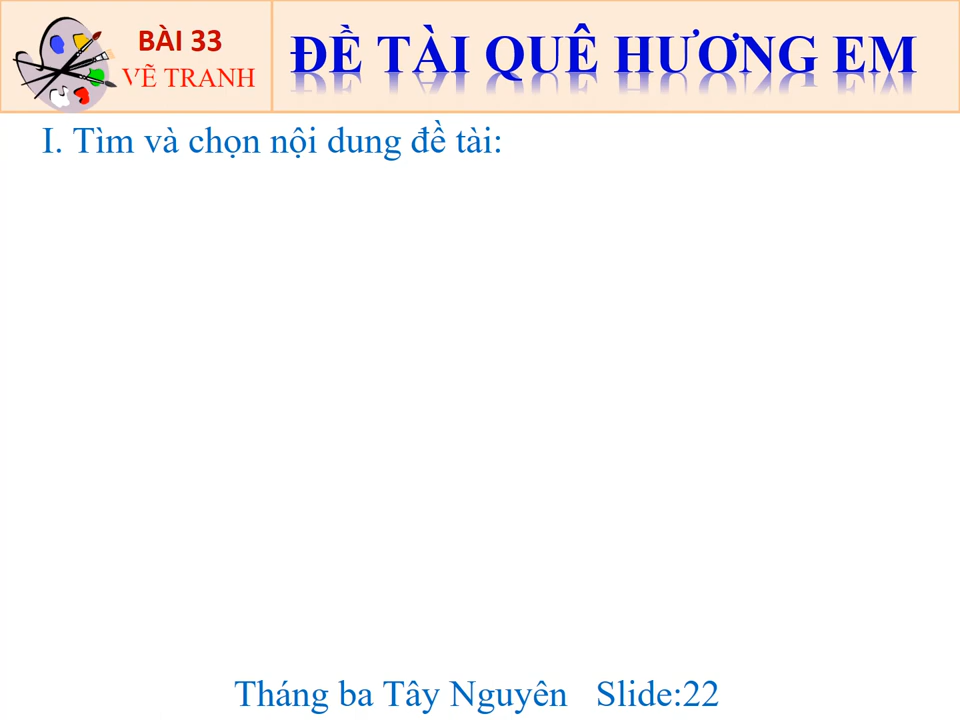 BÀI 33
VẼ TRANH
ĐỀ TÀI QUÊ HƯƠNG EM
I. Tìm và chọn nội dung đề tài:
Tháng ba Tây Nguyên Slide:22